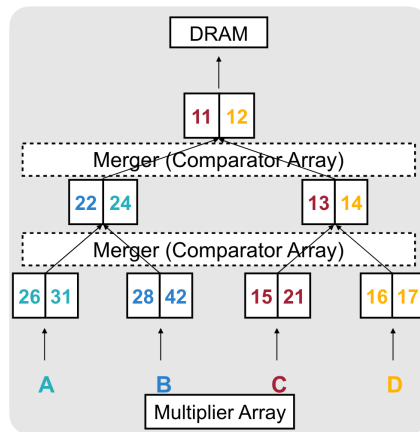 DRAM
11 12
Merger (Comparator Array)
22 24 13 14
Merger (Comparator Array)
26 31 28 42 15 21 16 17
A B C D
Multiplier Array